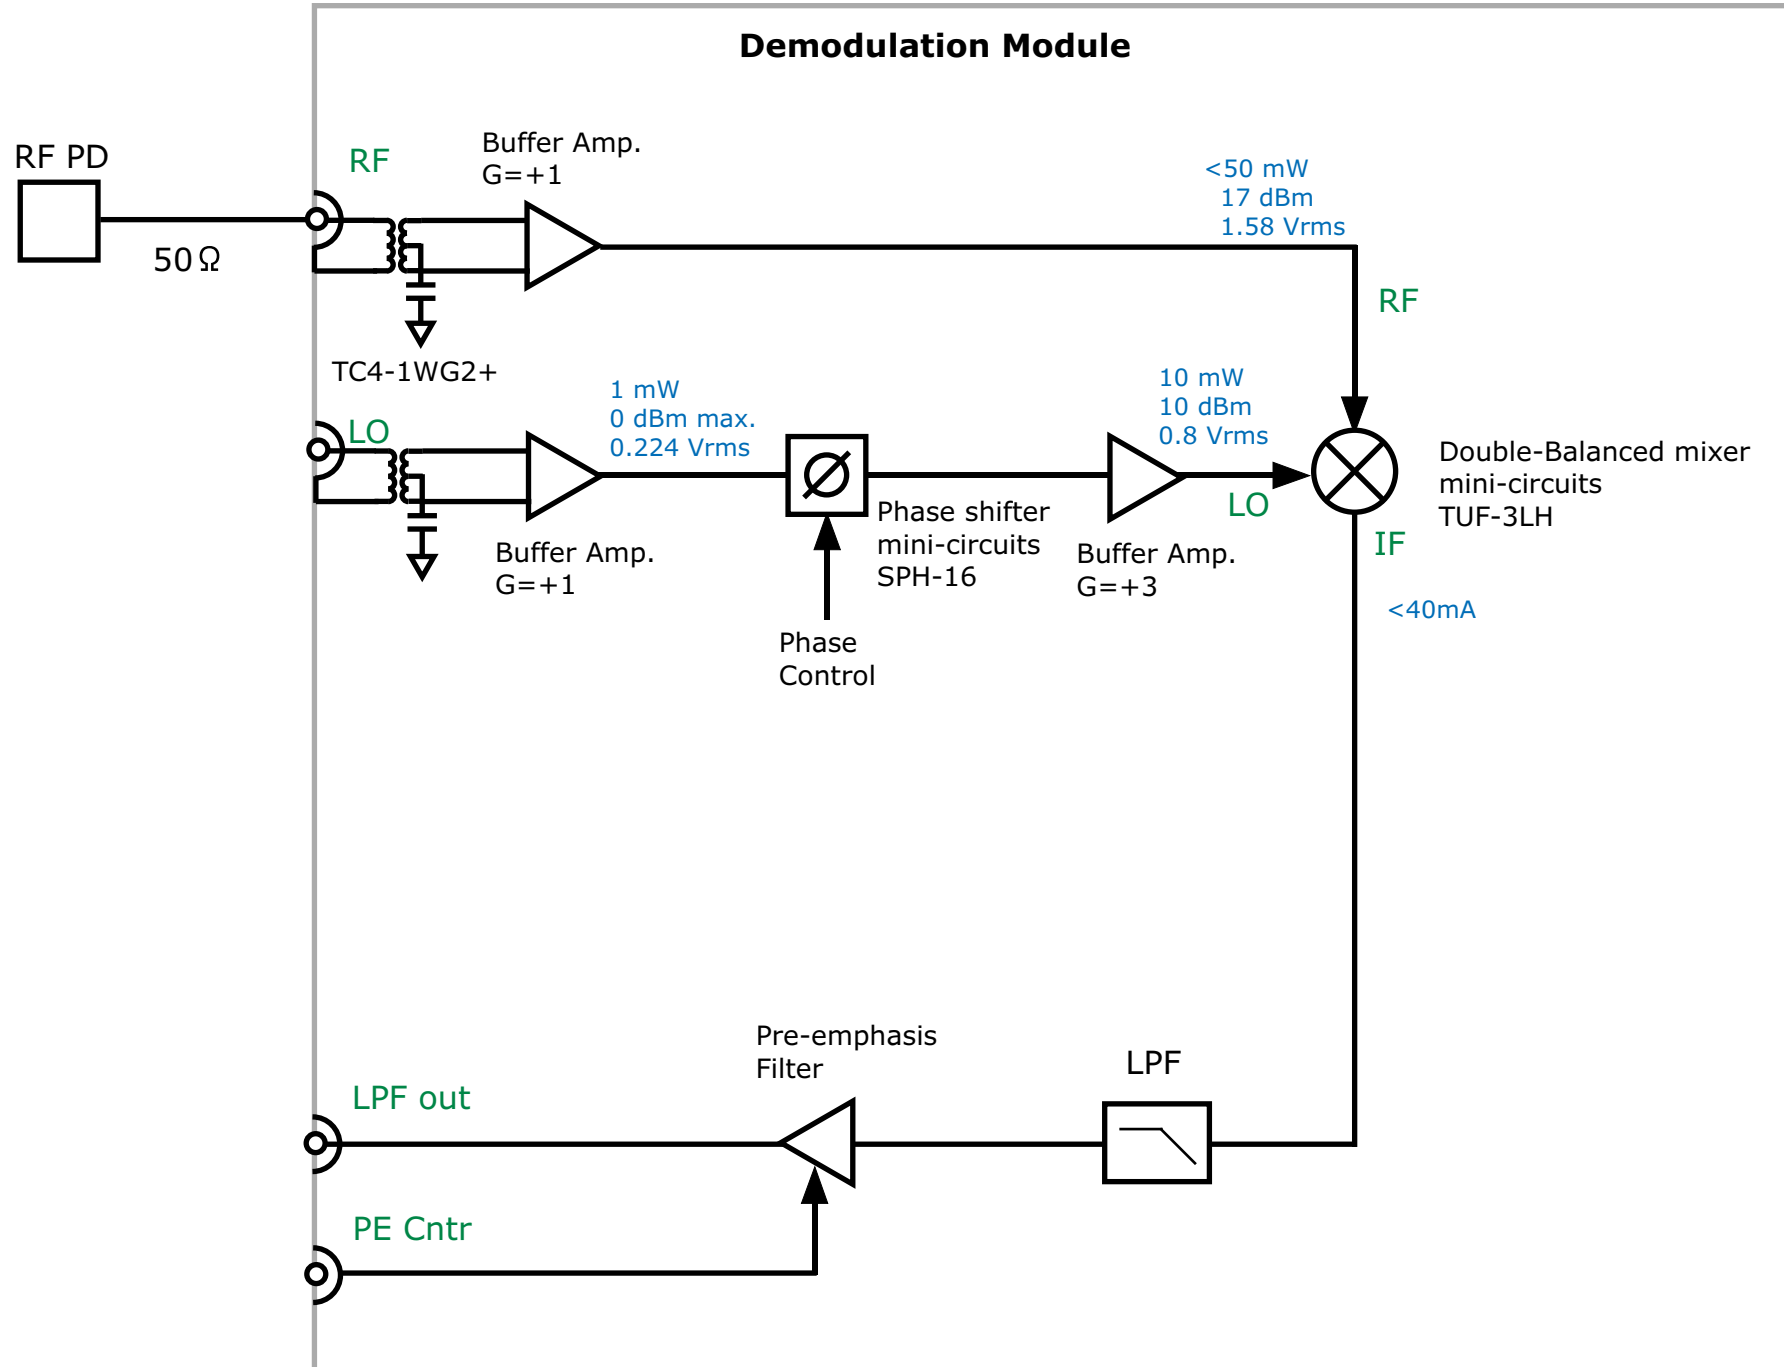 Demodulation Module
RF PD
50Ω
RF
Buffer Amp.
G=+1
<50 mW
17 dBm
1.58 Vrms
RF
TC4-1WG2+
LO
1 mW
0 dBm max.
0.224 Vrms
10 mW
10 dBm
0.8 Vrms
Double-Balanced mixer
mini-circuits
TUF-3LH
LO
Phase shifter
mini-circuits
SPH-16
Buffer Amp.
G=+1
Buffer Amp.
G=+3
IF
<40mA
Phase
Control
Pre-emphasis
Filter
LPF
LPF out
PE Cntr